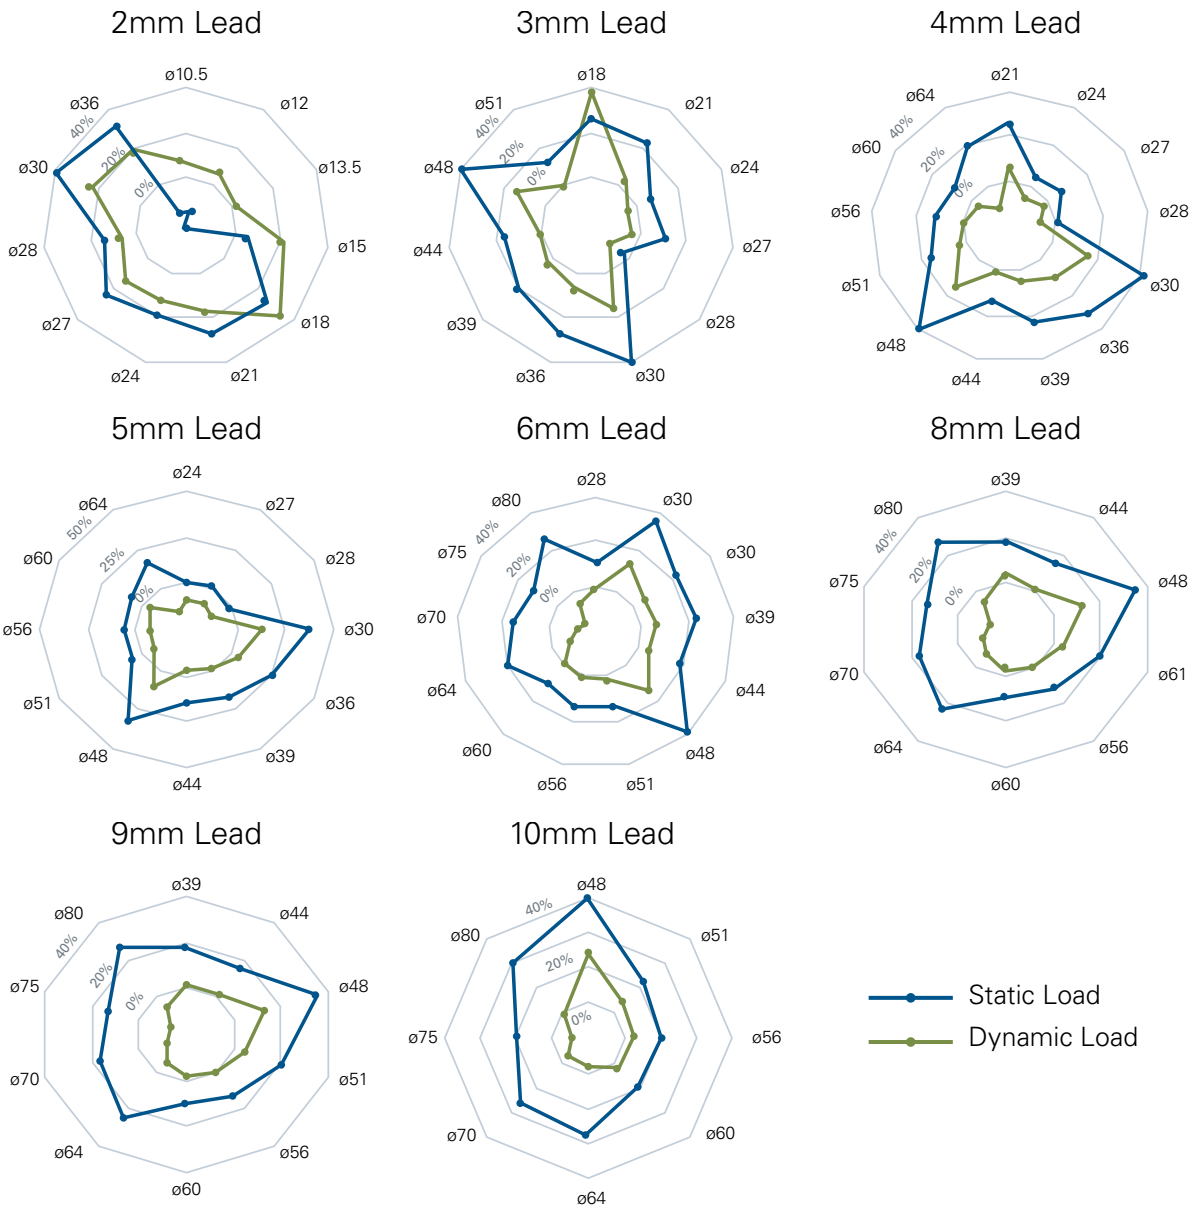 2mm Lead
ø10.5
ø12
ø13.5
ø15
ø18
ø21
ø24
ø27
ø28
ø30
ø36
40%
20%
0%
3mm Lead
ø18
ø21
ø24
ø27
ø28
ø30
ø36
ø39
ø44
ø48
ø51
40%
20%
0%
4mm Lead
ø21
ø24
ø27
ø28
ø30
ø36
ø39
ø44
ø48
ø51
ø56
ø60
ø64
40%
20%
0%
5mm Lead
ø24
ø27
ø28
ø30
ø36
ø39
ø44
ø48
ø51
ø56
ø60
ø64
50%
25%
0%
6mm Lead
ø28
ø30
ø30
ø39
ø44
ø48
ø51
ø56
ø60
ø64
ø70
ø75
ø80
40%
20%
0%
8mm Lead
ø39
ø44
ø48
ø61
ø56
ø60
ø64
ø70
ø75
ø80
40%
20%
0%
9mm Lead
ø39
ø44
ø48
ø51
ø56
ø60
ø64
ø70
ø75
ø80
40%
20%
0%
10mm Lead
ø48
ø51
ø56
ø60
ø64
ø70
ø75
ø80
40%
20%
0%
Static Load
Dynamic Load